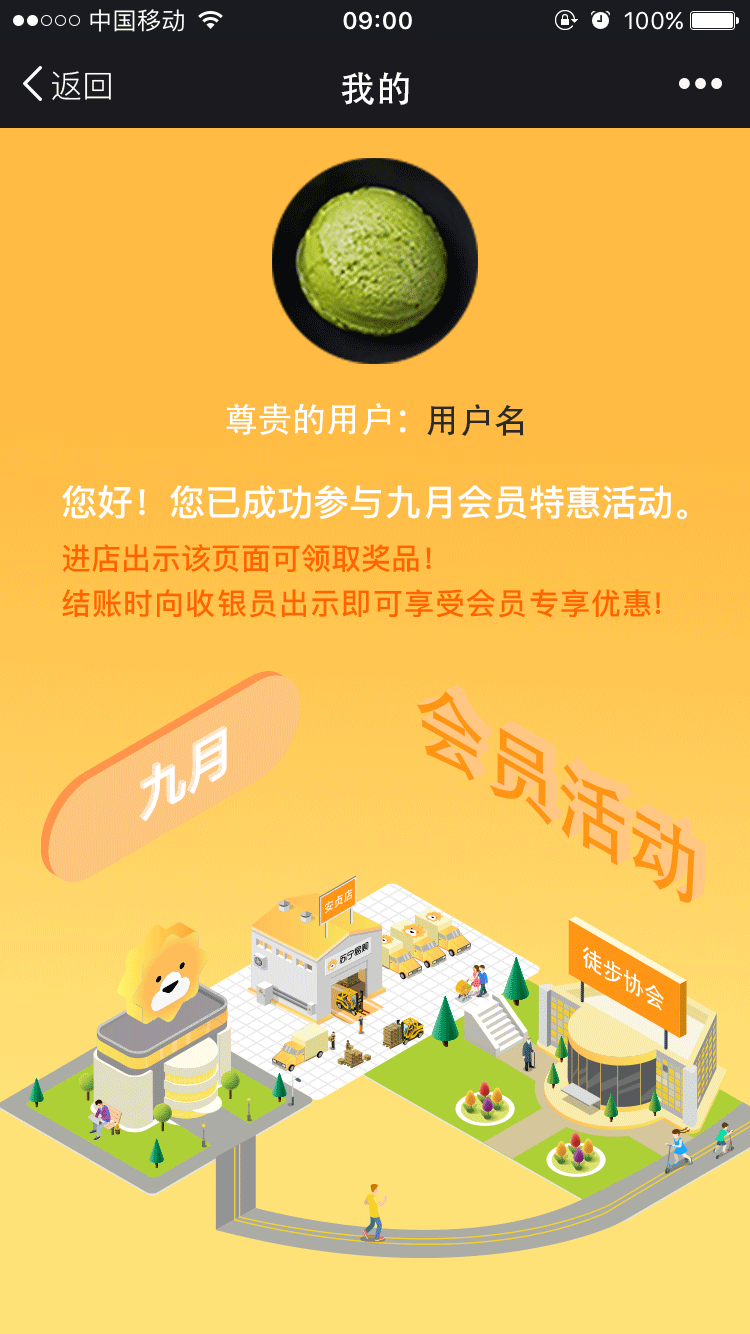 中国移动 09:00 100%
返回 我的
尊贵的用户：用户名
您好！您已成功参与九月会员特惠活动。
进店出示该页面可领取奖品！
结账时向收银员出示即可享受会员专享优惠!
九月
会员活动
安贞店
苏宁易购
徒步协会